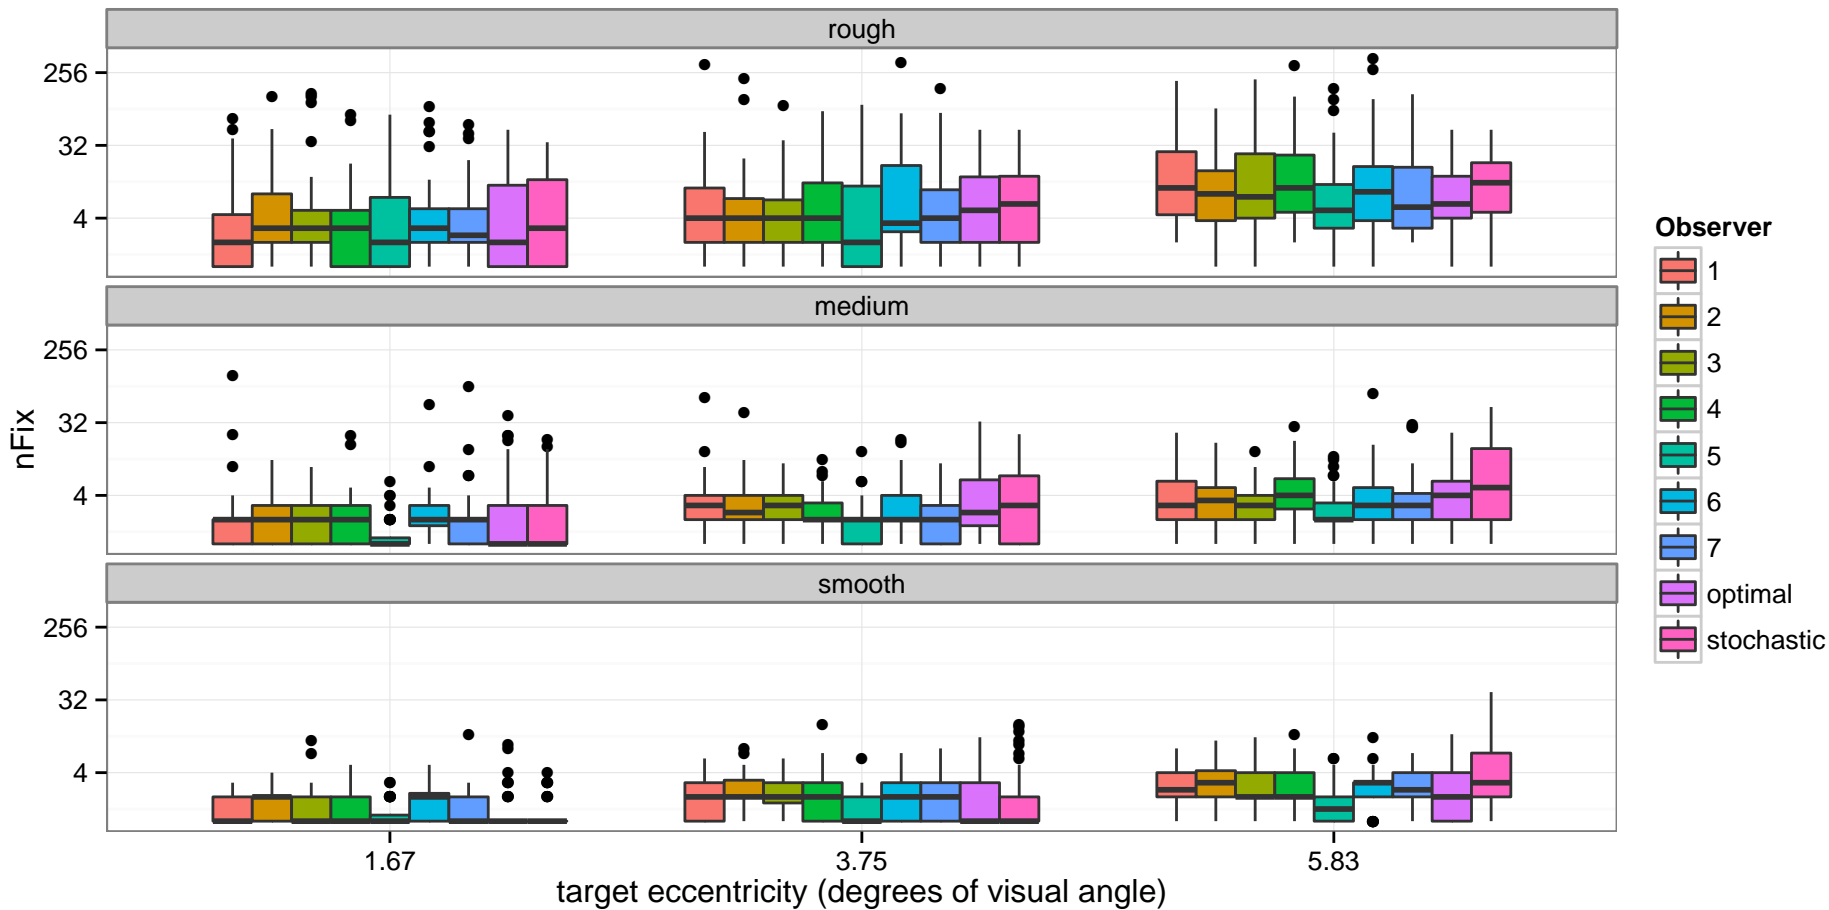 rough
256
32
4
medium
256
32
4
smooth
256
32
4
nFix
1.67
3.75
5.83
target eccentricity (degrees of visual angle)
Observer
1
2
3
4
5
6
7
optimal
stochastic